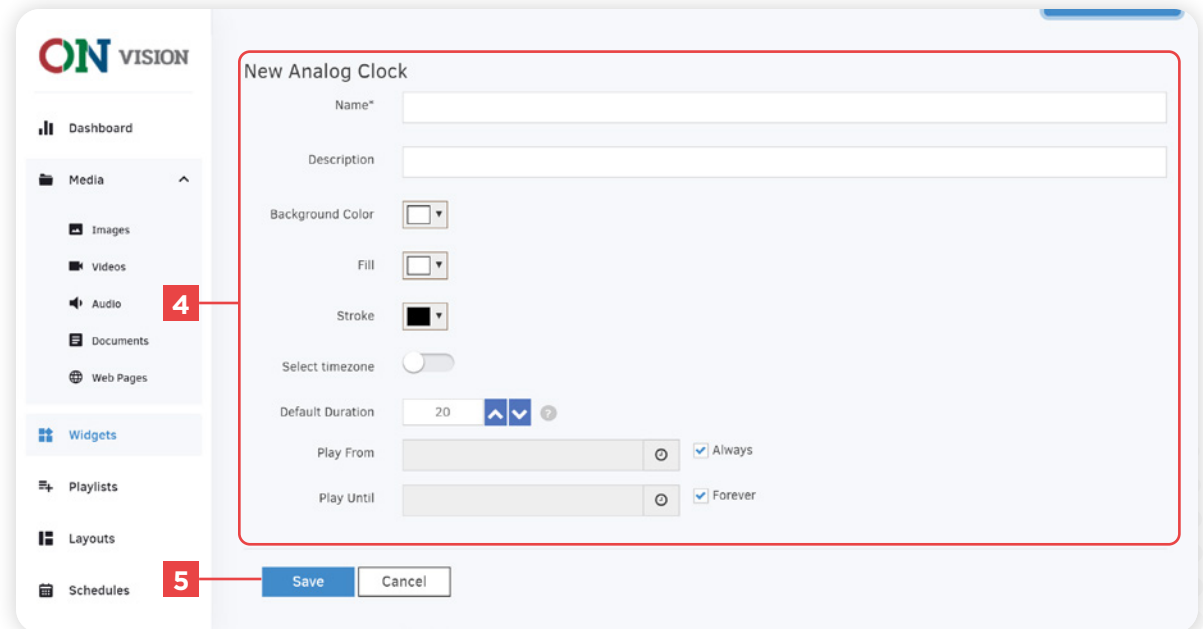 ON VISION
Dashboard
Media
Images
Videos
Audio
Documents
Web Pages
Widgets
Playlists
Layouts
Schedules
4
5
New Analog Clock
Name*
Description
Background Color
Fill
Stroke
Select timezone
Default Duration 20 ?
Play From Always
Play Until Forever
Save Cancel